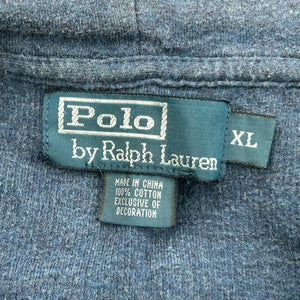 Polo
by Ralph Lauren
XL
MADE IN CHINA
100% COTTON
EXCLUSIVE OF
DECORATION